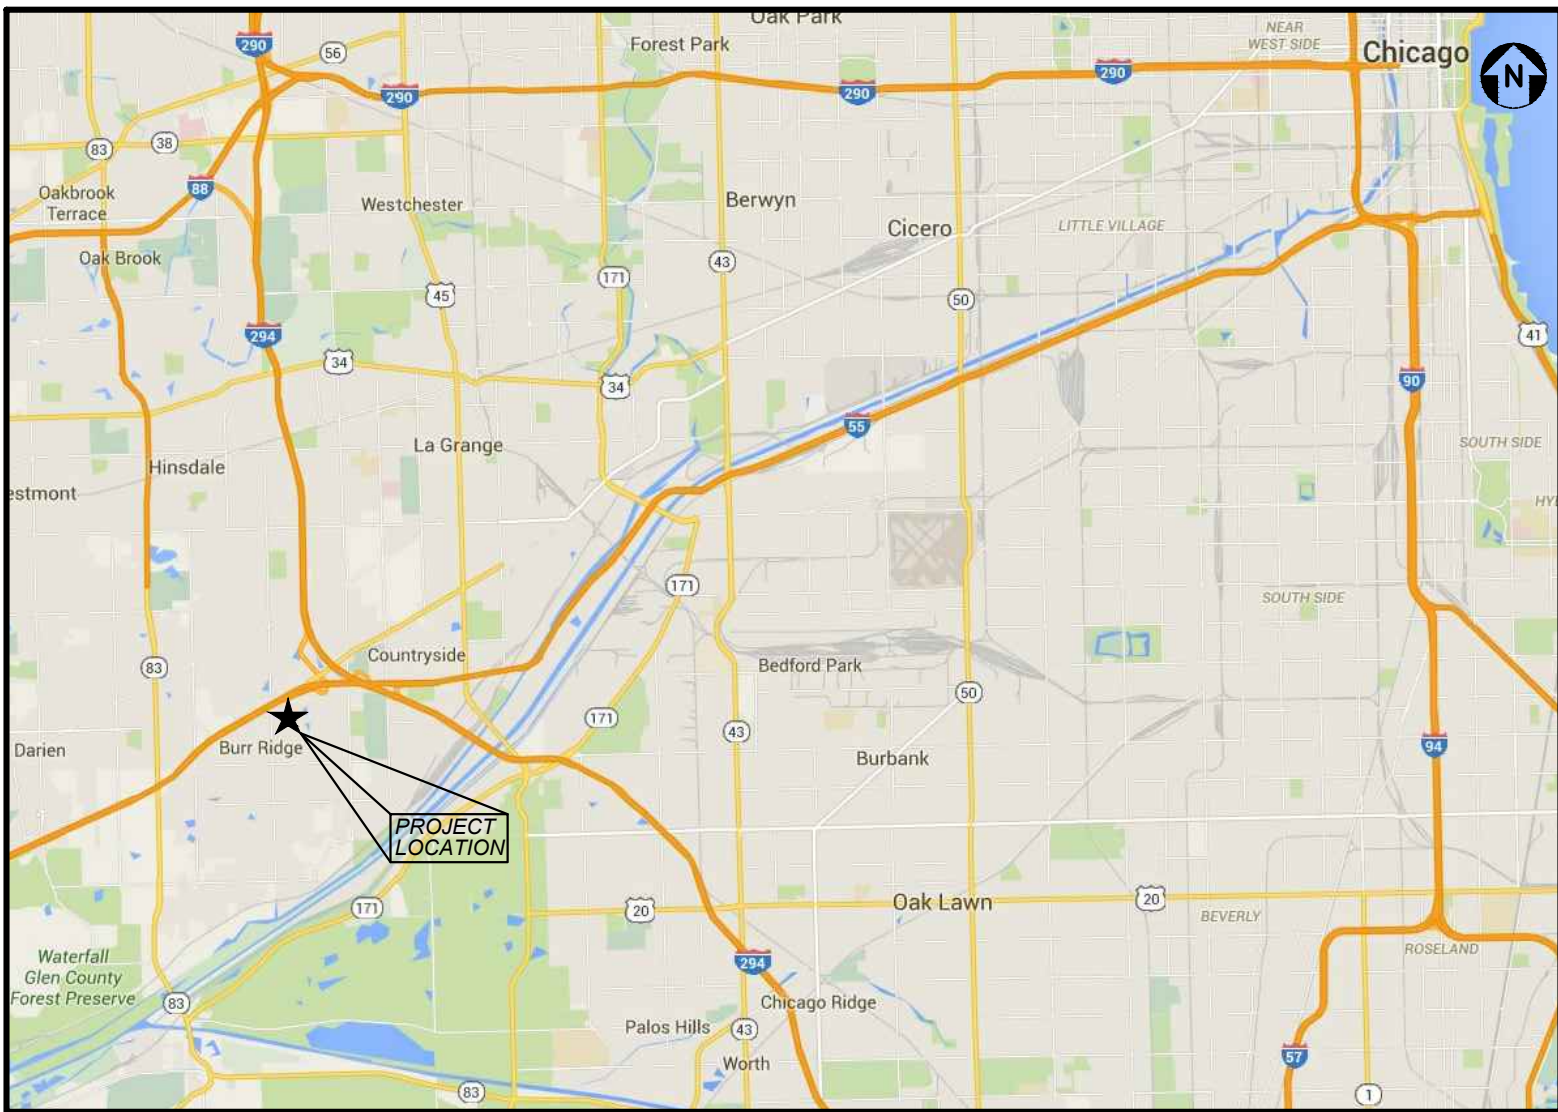 Oak Park
NEAR
WEST SIDE
Forest Park
Chicago
N
290
56
290
290
290
83
38
88
Oakbrook
Terrace
Westchester
Berwyn
Cicero
LITTLE VILLAGE
Oak Brook
43
171
45
50
294
41
34
34
90
55
La Grange
SOUTH SIDE
Hinsdale
estmont
HY
171
SOUTH SIDE
Countryside
83
Bedford Park
50
171
43
Darien
Burr Ridge
Burbank
94
PROJECT
LOCATION
171
20
Oak Lawn
20
BEVERLY
ROSELAND
Waterfall
Glen County
Forest Preserve
294
83
Chicago Ridge
Palos Hills
43
Worth
57
83
1